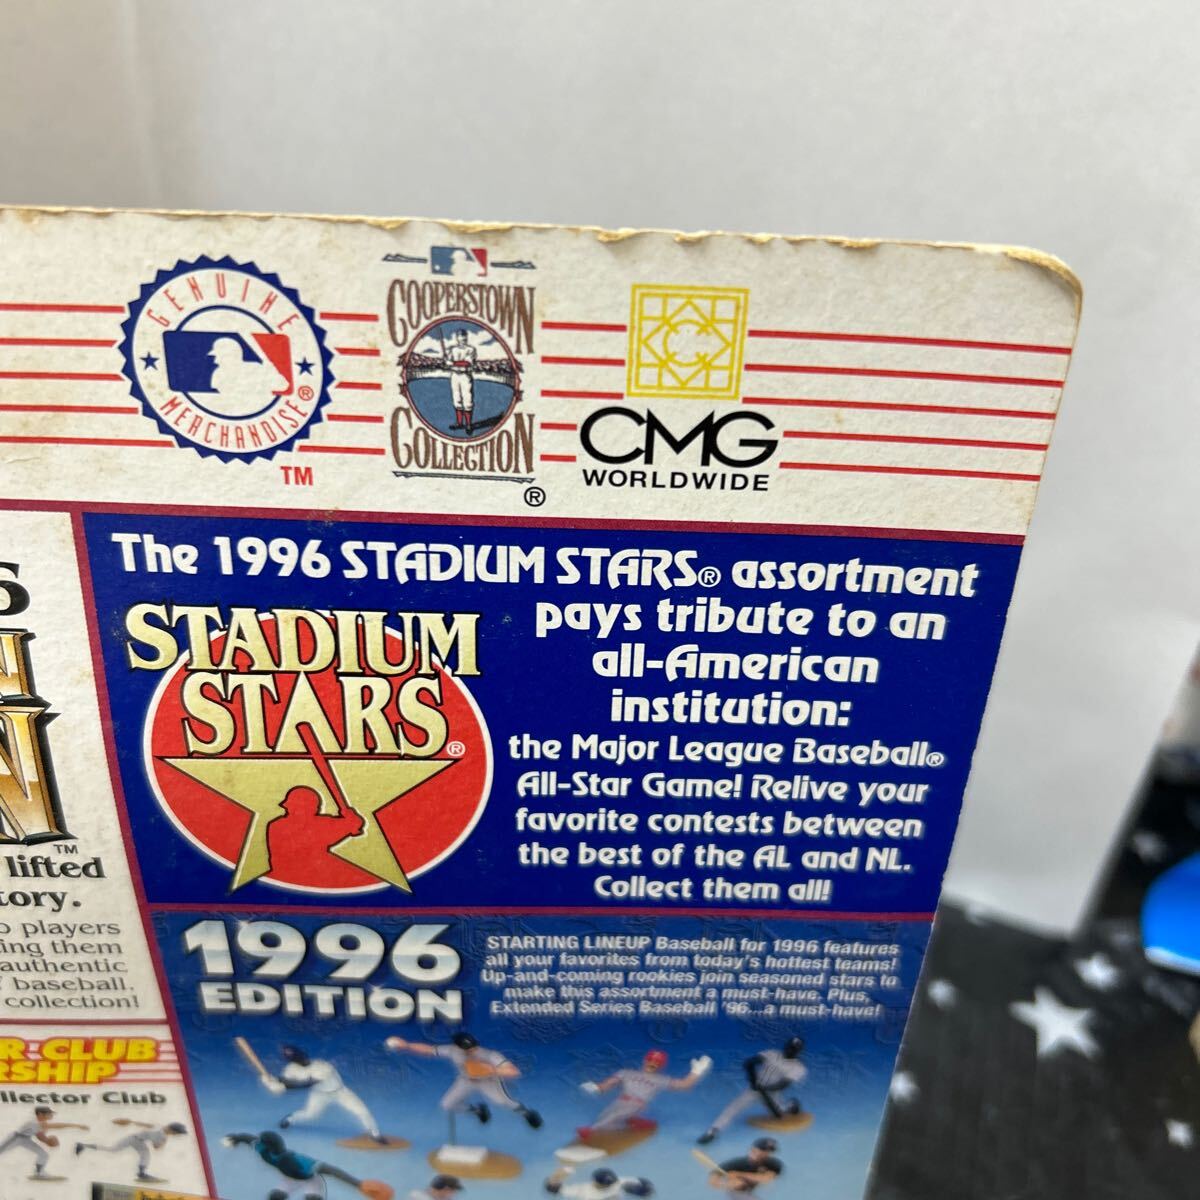 GENUINE
MERCHANDISE®
TM
COOPERSTOWN
COLLECTION
®
CMG
WORLDWIDE
The 1996 STADIUM STARS® assortment
pays tribute to an
all-American
institution:
the Major League Baseball®
All-Star Game! Relive your
favorite contests between
the best of the AL and NL.
Collect them all!
STADIUM
STARS®
1996
EDITION
STARTING LINEUP Baseball for 1996 features
all your favorites from today's hottest teams!
Up-and-coming rookies join seasoned stars to
make this assortment a must-have. Plus,
Extended Series Baseball '96...a must-have!
TM
lifted
tory.
players
ing them
authentic
baseball.
collection!
R CLUB
RSHIP
llector Club